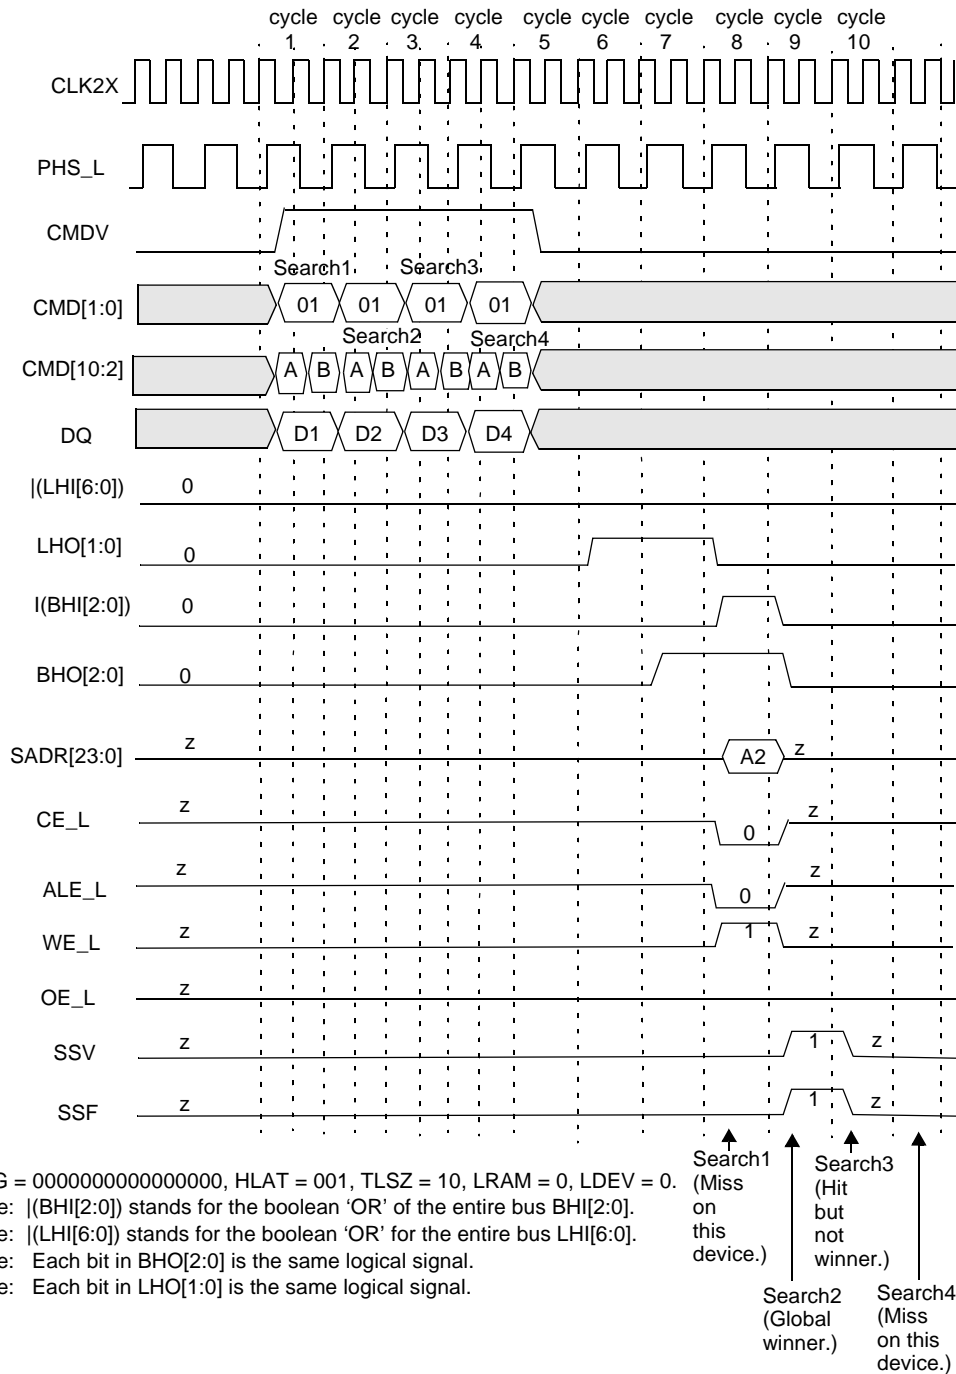 cycle cycle cycle cycle cycle cycle cycle cycle cycle cycle
1 2 3 4 5 6 7 8 9 10
CLK2X
PHS_L
CMDV
Search1 Search3
CMD[1:0] 01 01 01 01
Search2 Search4
CMD[10:2] A B A B A B A B
DQ D1 D2 D3 D4
|(LHI[6:0]) 0
LHO[1:0] 0
I(BHI[2:0]) 0
BHO[2:0] 0
SADR[23:0] z A2 z
CE_L z 0 z
ALE_L z 0 z
WE_L z 1 z
OE_L z
SSV z 1 z
SSF z 1 z
Search1
(Miss
on
this
device.)
Search3
(Hit
but
not
winner.)
Search2
(Global
winner.)
Search4
(Miss
on this
device.)
G = 0000000000000000, HLAT = 001, TLSZ = 10, LRAM = 0, LDEV = 0.
e: |(BHI[2:0]) stands for the boolean ‘OR’ of the entire bus BHI[2:0].
e: |(LHI[6:0]) stands for the boolean ‘OR’ for the entire bus LHI[6:0].
e: Each bit in BHO[2:0] is the same logical signal.
e: Each bit in LHO[1:0] is the same logical signal.